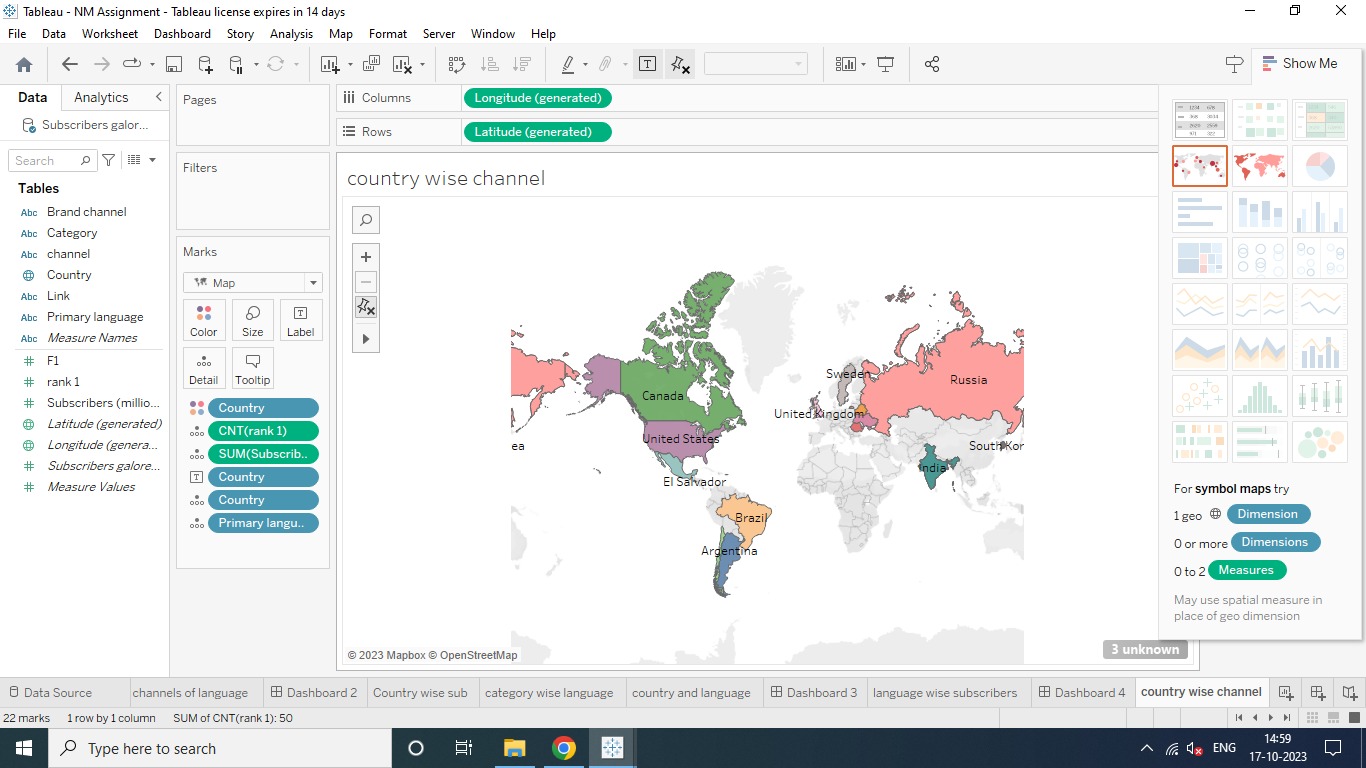 Tableau - NM Assignment - Tableau license expires in 14 days
File Data Worksheet Dashboard Story Analysis Map Format Server Window Help
Show Me
Data Analytics
Subscribers galor...
Search
Tables
Abc Brand channel
Abc Category
Abc channel
Country
Abc Link
Abc Primary language
Abc Measure Names
F1
rank 1
Subscribers (millio...
Latitude (generated)
Longitude (genera...
Subscribers galore...
Measure Values
Pages
Filters
Marks
Map
Color Size Label
Detail Tooltip
Country
CNT(rank 1)
SUM(Subscrib..
Country
Country
Primary langu..
Columns Longitude (generated)
Rows Latitude (generated)
country wise channel
Sweden
Russia
Canada
United Kingdom
United States
ea
South Kor
India
El Salvador
Brazil
Argentina
© 2023 Mapbox © OpenStreetMap
3 unknown
For symbol maps try
1 geo Dimension
0 or more Dimensions
0 to 2 Measures
May use spatial measure in
place of geo dimension
Data Source channels of language Dashboard 2 Country wise sub category wise language country and language Dashboard 3 language wise subscribers Dashboard 4 country wise channel
22 marks 1 row by 1 column SUM of CNT(rank 1): 50
Type here to search
ENG
14:59
17-10-2023